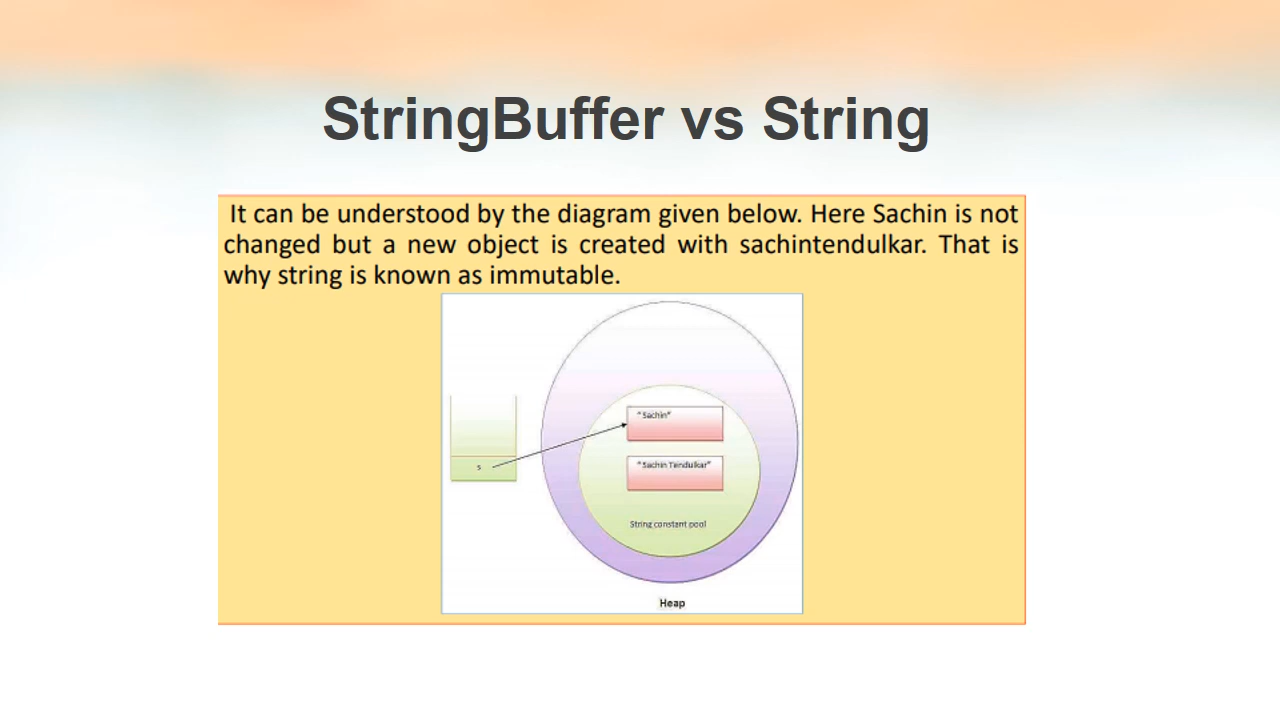 StringBuffer vs String
It can be understood by the diagram given below. Here Sachin is not
changed but a new object is created with sachintendulkar. That is
why string is known as immutable.
"Sachin"
s
"Sachin Tendulkar"
String constant pool
Heap